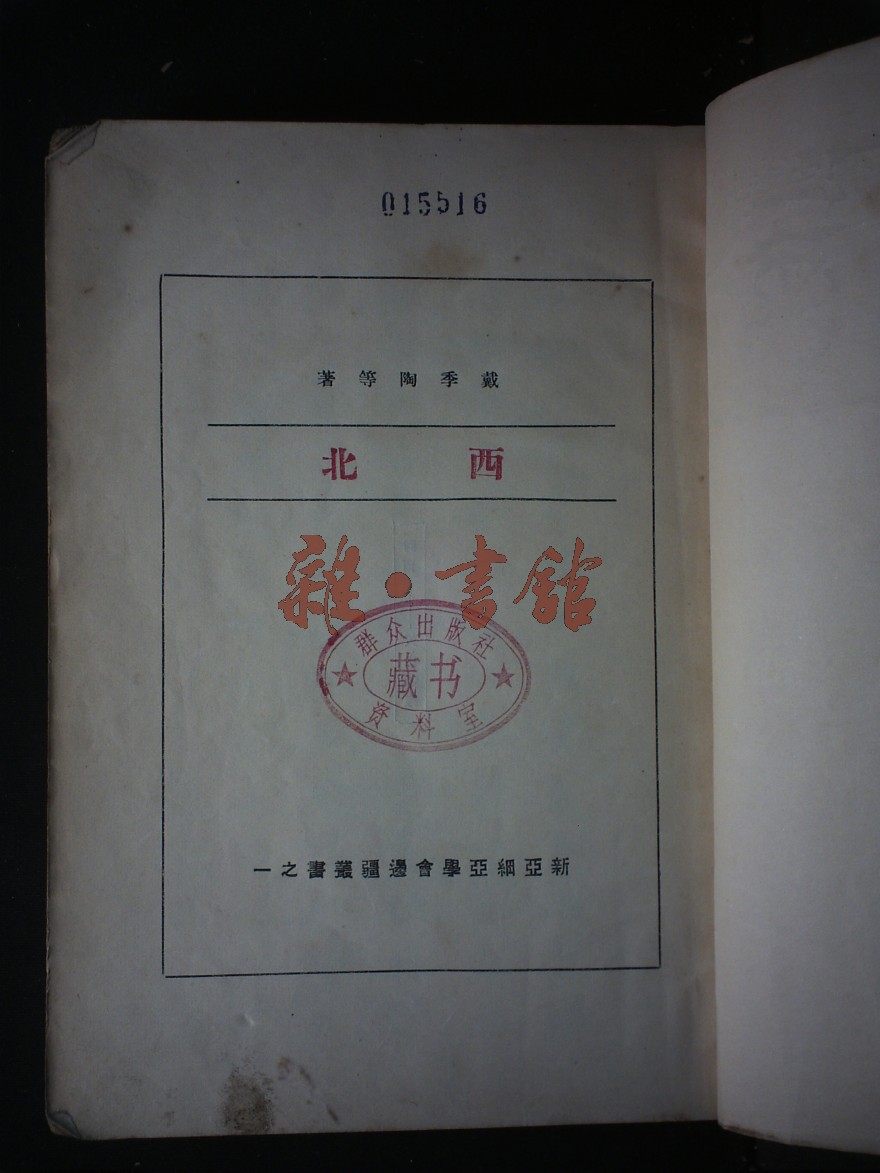 015516
戴季陶等著
西北
雜·書館
群众出版社
藏书
资料室
新亞細亞學會邊疆叢書之一